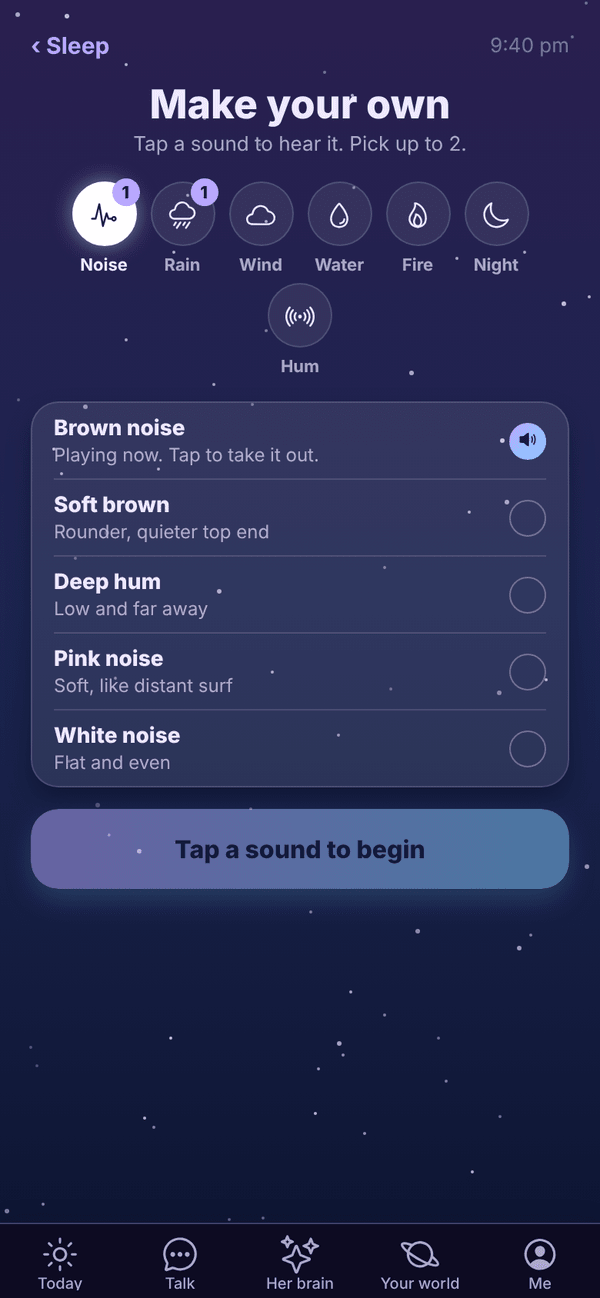 ‹ Sleep
9:40 pm
Make your own
Tap a sound to hear it. Pick up to 2.
1
1
Noise
Rain
Wind
Water
Fire
Night
Hum
Brown noise
Playing now. Tap to take it out.
Soft brown
Rounder, quieter top end
Deep hum
Low and far away
Pink noise
Soft, like distant surf
White noise
Flat and even
Tap a sound to begin
Today
Talk
Her brain
Your world
Me